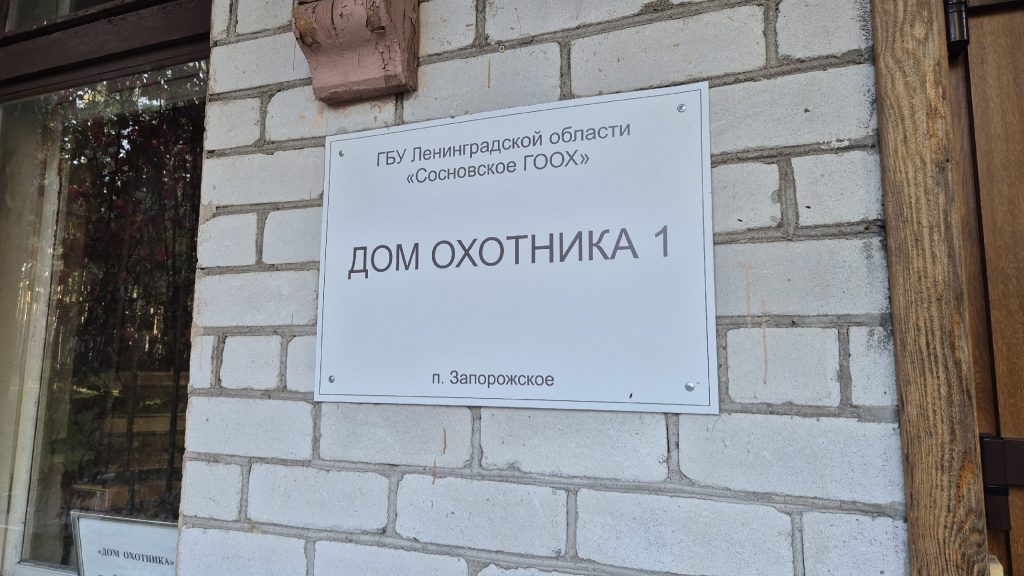 ГБУ Ленинградской области
«Сосновское ГООХ»
ДОМ ОХОТНИКА 1
п. Запорожское
«ДОМ ОХОТНИКА»